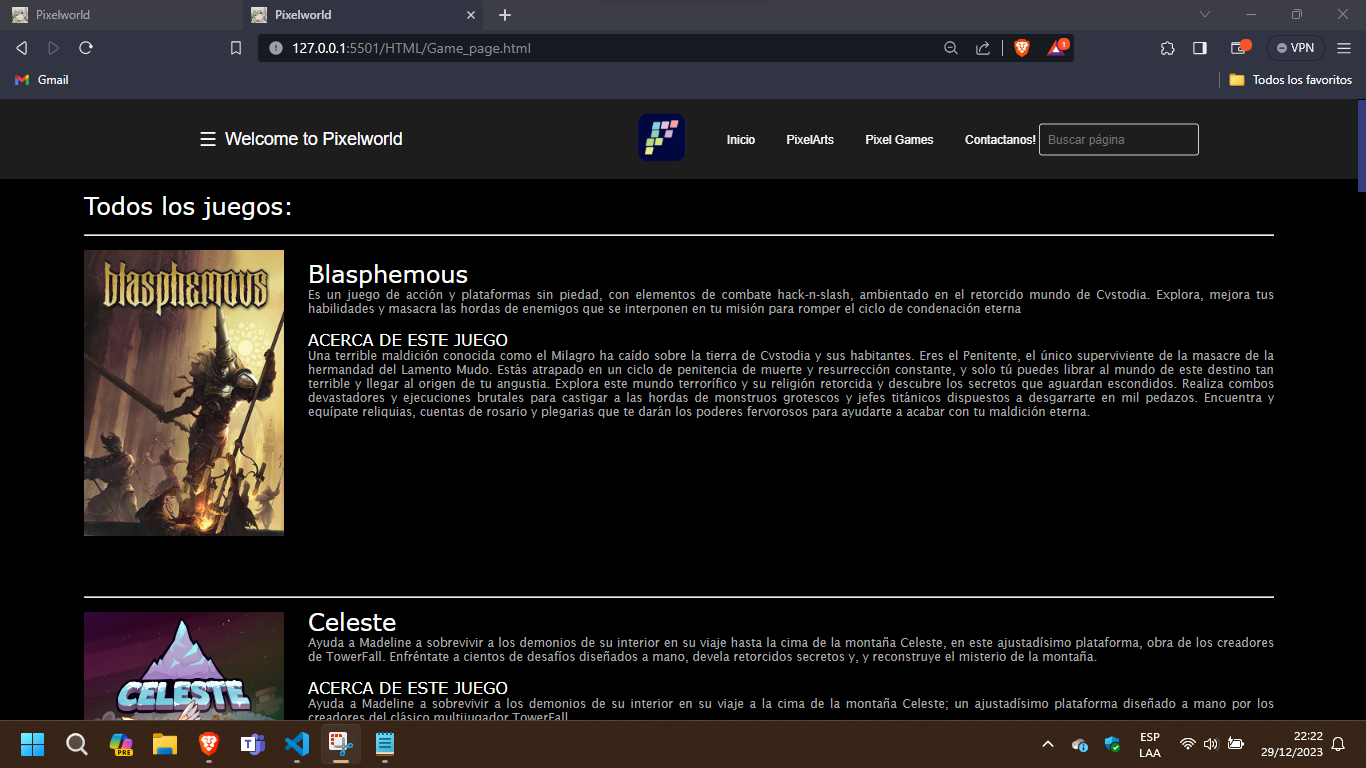 Pixelworld
Pixelworld
127.0.0.1:5501/HTML/Game_page.html
1
VPN
Gmail
Todos los favoritos
☰ Welcome to Pixelworld
Inicio
PixelArts
Pixel Games
Contactanos!
Buscar página
Todos los juegos:
blasphemous
Blasphemous
Es un juego de acción y plataformas sin piedad, con elementos de combate hack-n-slash, ambientado en el retorcido mundo de Cvstodia. Explora, mejora tus
habilidades y masacra las hordas de enemigos que se interponen en tu misión para romper el ciclo de condenación eterna
ACERCA DE ESTE JUEGO
Una terrible maldición conocida como el Milagro ha caído sobre la tierra de Cvstodia y sus habitantes. Eres el Penitente, el único superviviente de la masacre de la
hermandad del Lamento Mudo. Estás atrapado en un ciclo de penitencia de muerte y resurrección constante, y solo tú puedes librar al mundo de este destino tan
terrible y llegar al origen de tu angustia. Explora este mundo terrorífico y su religión retorcida y descubre los secretos que aguardan escondidos. Realiza combos
devastadores y ejecuciones brutales para castigar a las hordas de monstruos grotescos y jefes titánicos dispuestos a desgarrarte en mil pedazos. Encuentra y
equípate reliquias, cuentas de rosario y plegarias que te darán los poderes fervorosos para ayudarte a acabar con tu maldición eterna.
CELESTE
Celeste
Ayuda a Madeline a sobrevivir a los demonios de su interior en su viaje hasta la cima de la montaña Celeste, en este ajustadísimo plataforma, obra de los creadores
de TowerFall. Enfréntate a cientos de desafíos diseñados a mano, devela retorcidos secretos y, y reconstruye el misterio de la montaña.
ACERCA DE ESTE JUEGO
Ayuda a Madeline a sobrevivir a los demonios de su interior en su viaje a la cima de la montaña Celeste; un ajustadísimo plataforma diseñado a mano por los
creadores del clásico multijugador TowerFall.
PRE
ESP
LAA
22:22
29/12/2023